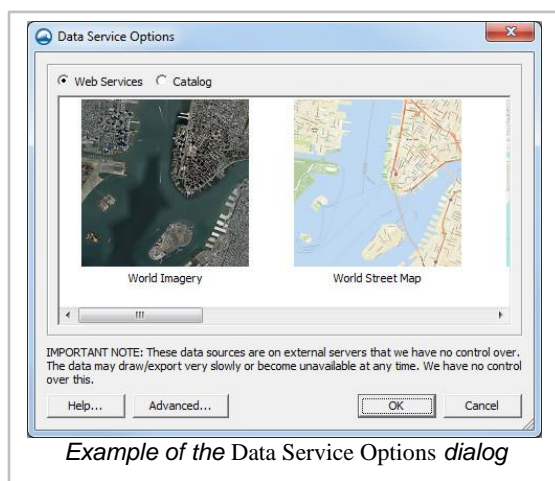 Data Service Options
Web Services Catalog
World Imagery World Street Map
IMPORTANT NOTE: These data sources are on external servers that we have no control over.
The data may draw/export very slowly or become unavailable at any time. We have no control
over this.
Help... Advanced... OK Cancel
Example of the Data Service Options dialog